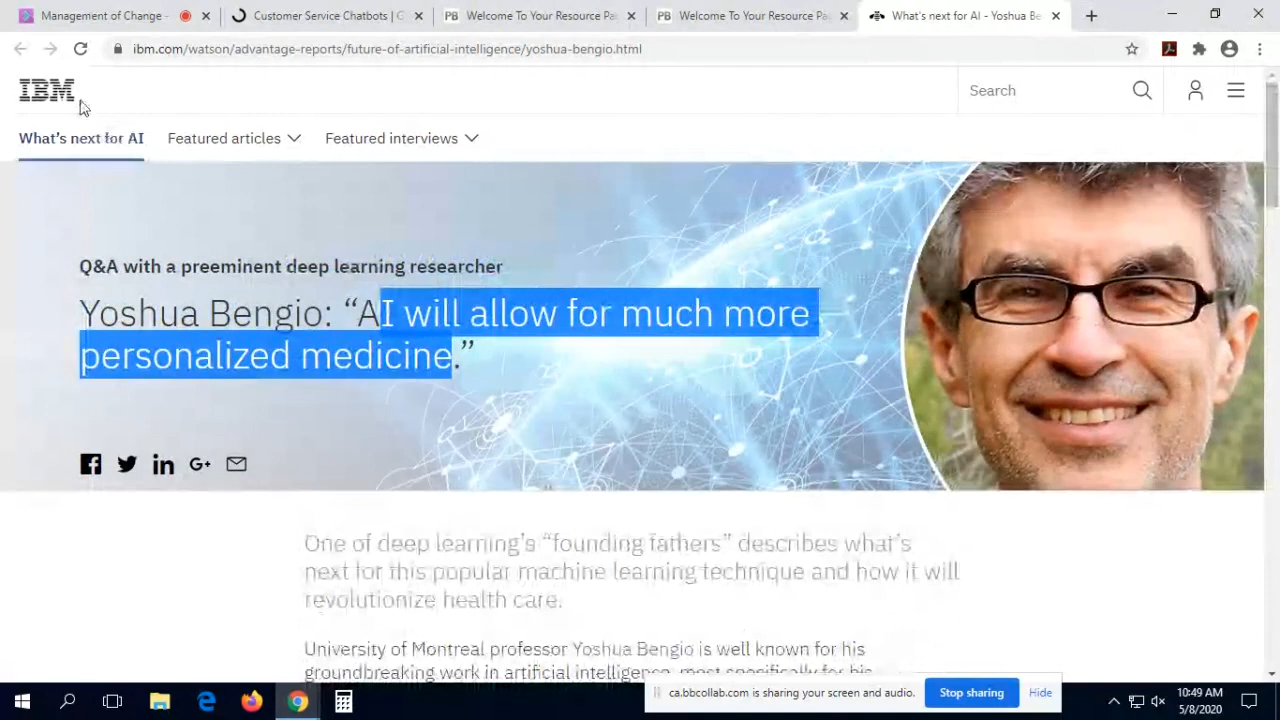 Management of Change -
Customer Service Chatbots | G
PB Welcome To Your Resource Pa
PB Welcome To Your Resource Pa
What's next for AI - Yoshua Be
ibm.com/watson/advantage-reports/future-of-artificial-intelligence/yoshua-bengio.html
IBM
Search
What's next for AI
Featured articles
Featured interviews
Q&A with a preeminent deep learning researcher
Yoshua Bengio: “AI will allow for much more
personalized medicine.”
G+
One of deep learning's “founding fathers” describes what's
next for this popular machine learning technique and how it will
revolutionize health care.
University of Montreal professor Yoshua Bengio is well known for his
groundbreaking work in artificial intelligence, most specifically for his
ca.bbcollab.com is sharing your screen and audio.
Stop sharing
Hide
10:49 AM
5/8/2020